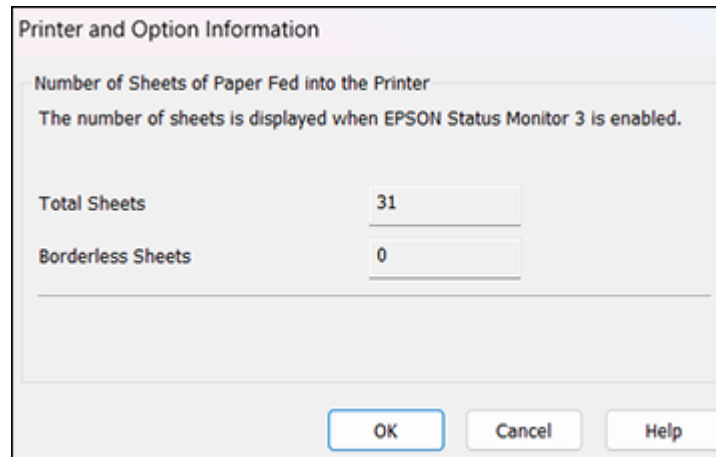 Printer and Option Information
Number of Sheets of Paper Fed into the Printer
The number of sheets is displayed when EPSON Status Monitor 3 is enabled.
Total Sheets 31
Borderless Sheets 0
OK Cancel Help